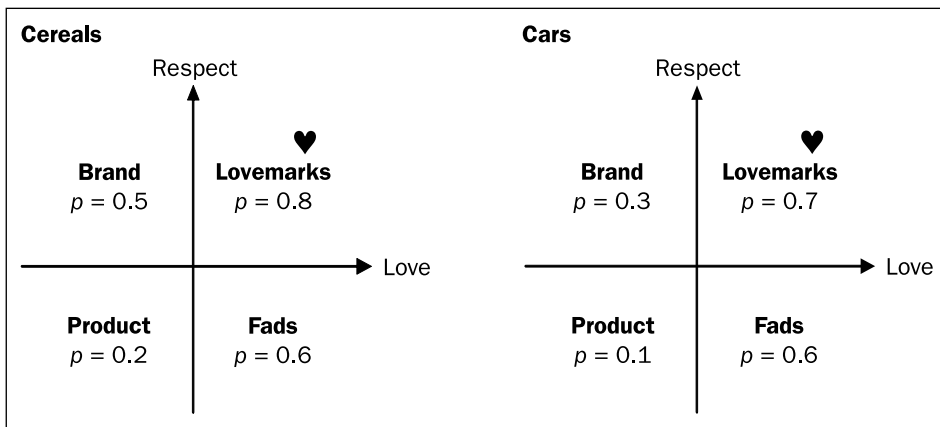 Cereals
Respect
Brand
p = 0.5
Lovemarks
p = 0.8
Love
Product
p = 0.2
Fads
p = 0.6
Cars
Respect
Brand
p = 0.3
Lovemarks
p = 0.7
Love
Product
p = 0.1
Fads
p = 0.6